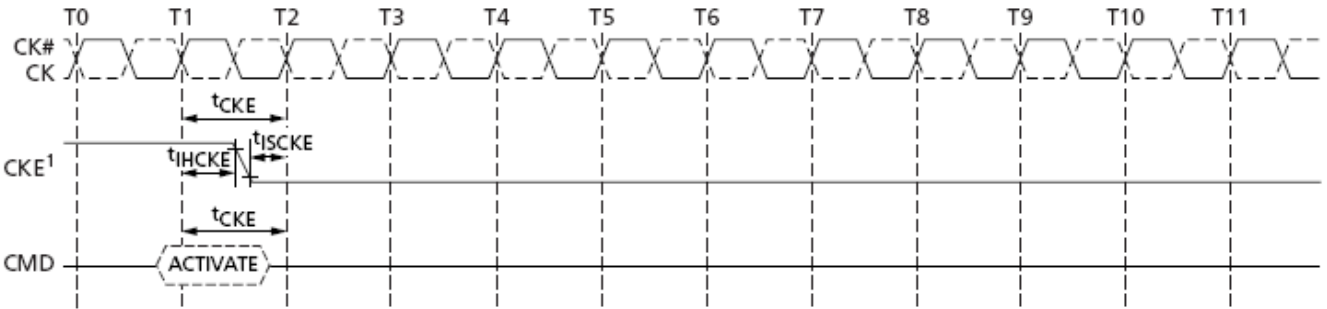 T0 T1 T2 T3 T4 T5 T6 T7 T8 T9 T10 T11
CK#
CK
tCKE
tISCKE
CKE1
tIHCKE
tCKE
CMD ACTIVATE